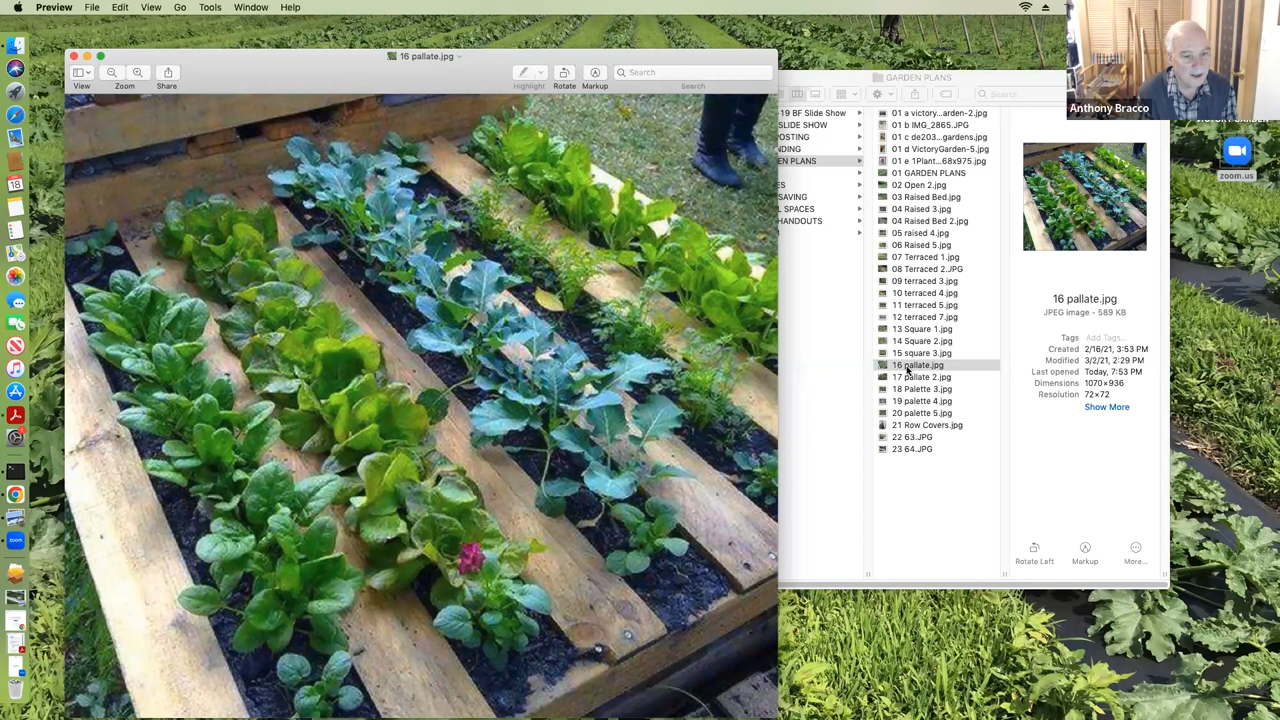 Preview File Edit View Go Tools Window Help
16 pallate.jpg
View
Zoom
Share
Highlight
Rotate
Markup
Search
Search
GARDEN PLANS
Search
Anthony Bracco
zoom.us
18
-19 BF Slide Show
SLIDE SHOW
POSTING
NDING
EN PLANS
ES
SAVING
L SPACES
HANDOUTS
01 a victory...arden-2.jpg
01 b IMG_2865.JPG
01 c de203...gardens.jpg
01 d VictoryGarden-5.jpg
01 e 1Plant...68x975.jpg
01 GARDEN PLANS
02 Open 2.jpg
03 Raised Bed.jpg
04 Raised 3.jpg
04 Raised Bed 2.jpg
05 raised 4.jpg
06 Raised 5.jpg
07 Terraced 1.jpg
08 Terraced 2.JPG
09 terraced 3.jpg
10 terraced 4.jpg
11 terraced 5.jpg
12 terraced 7.jpg
13 Square 1.jpg
14 Square 2.jpg
15 square 3.jpg
16 pallate.jpg
17 pallate 2.jpg
18 Palette 3.jpg
19 palette 4.jpg
20 palette 5.jpg
21 Row Covers.jpg
22 63.JPG
23 64.JPG
16 pallate.jpg
JPEG image - 589 KB
Tags Add Tags...
Created 2/16/21, 3:53 PM
Modified 3/2/21, 2:29 PM
Last opened Today, 7:53 PM
Dimensions 1070×936
Resolution 72×72
Show More
Rotate Left
Markup
More...